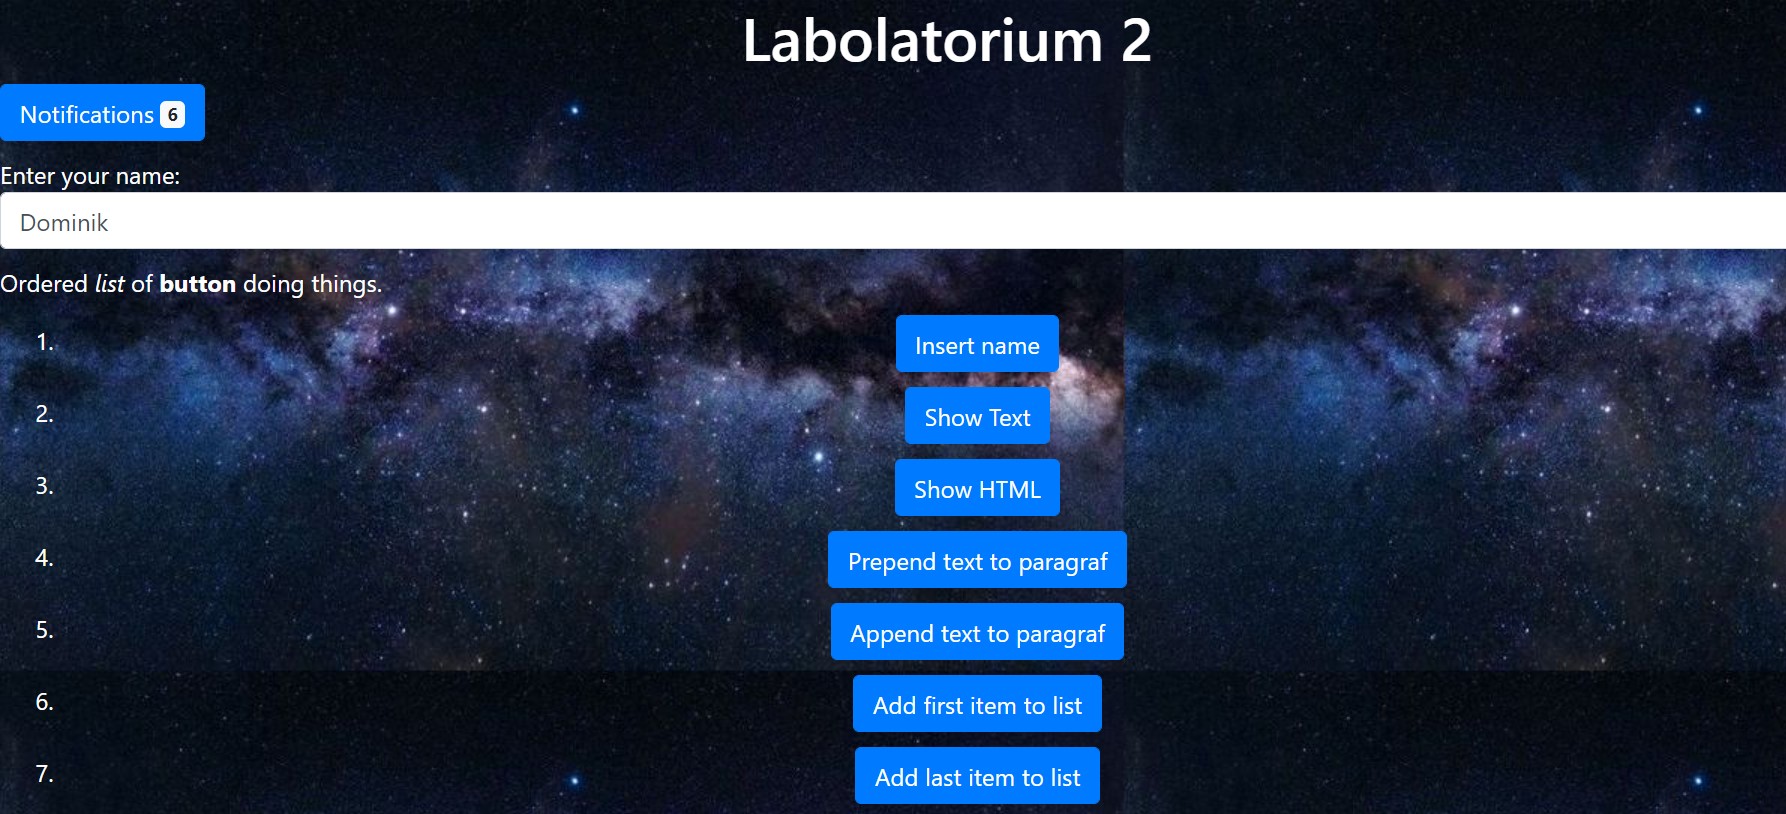 Labolatorium 2
Notifications 6
Enter your name:
Dominik
Ordered list of button doing things.
1. Insert name
2. Show Text
3. Show HTML
4. Prepend text to paragraf
5. Append text to paragraf
6. Add first item to list
7. Add last item to list